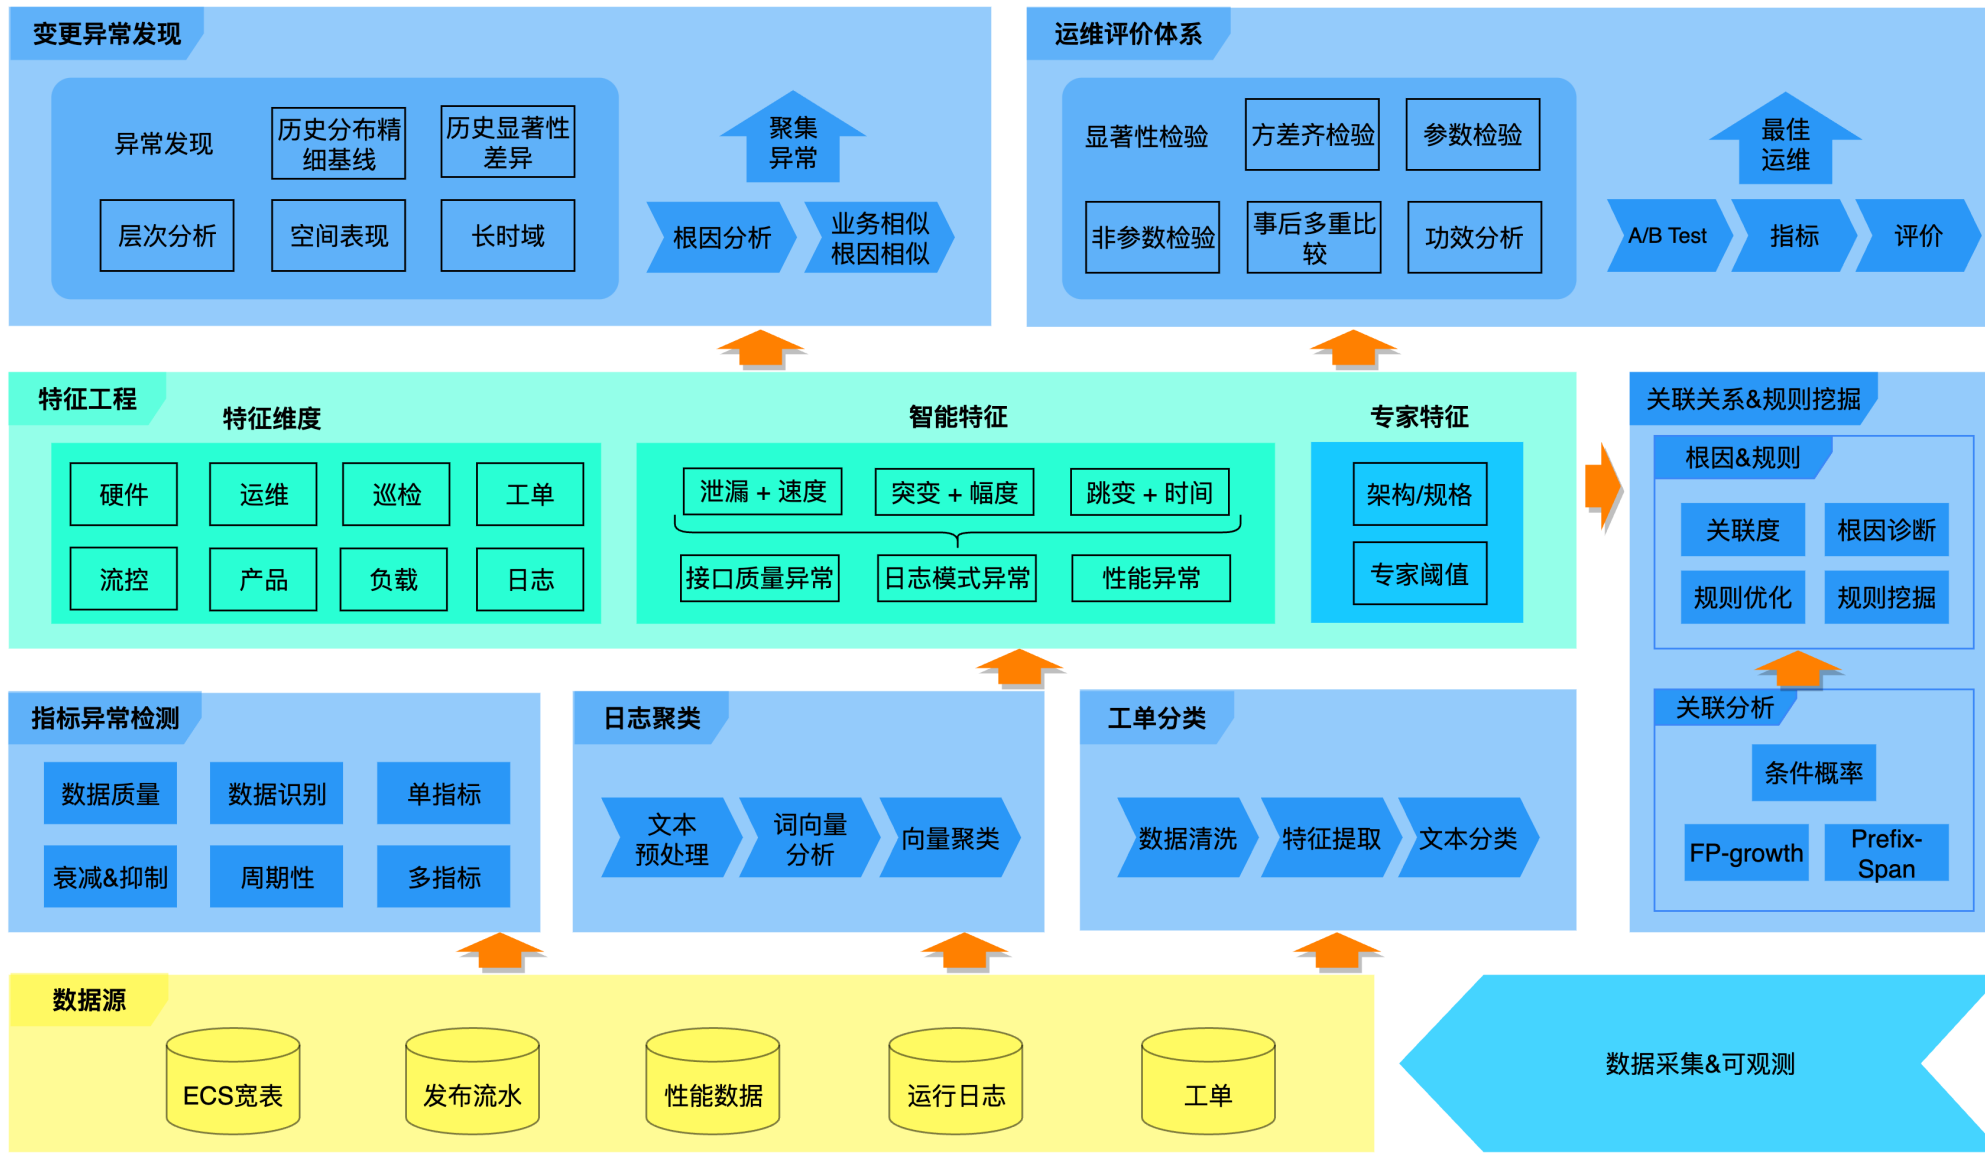 变更异常发现
异常发现
历史分布精
细基线
历史显著性
差异
层次分析
空间表现
长时域
聚集
异常
根因分析
业务相似
根因相似
运维评价体系
显著性检验
方差齐检验
参数检验
非参数检验
事后多重比
较
功效分析
最佳
运维
A/B Test
指标
评价
特征工程
特征维度
硬件
运维
巡检
工单
流控
产品
负载
日志
智能特征
泄漏 + 速度
突变 + 幅度
跳变 + 时间
接口质量异常
日志模式异常
性能异常
专家特征
架构/规格
专家阈值
关联关系&规则挖掘
根因&规则
关联度
根因诊断
规则优化
规则挖掘
关联分析
条件概率
FP-growth
Prefix-
Span
指标异常检测
数据质量
数据识别
单指标
衰减&抑制
周期性
多指标
日志聚类
文本
预处理
词向量
分析
向量聚类
工单分类
数据清洗
特征提取
文本分类
数据源
ECS宽表
发布流水
性能数据
运行日志
工单
数据采集&可观测